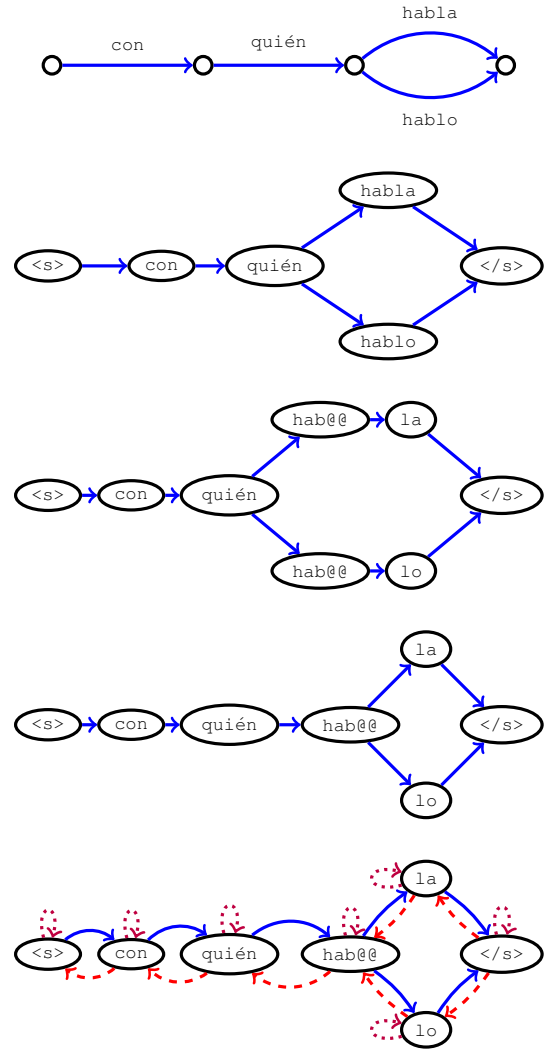 habla
con quién
hablo
habla
<s> con quién </s>
hablo
hab@@ la
<s> con quién </s>
hab@@ lo
la
<s> con quién hab@@ </s>
lo
la
<s> con quién hab@@ </s>
lo